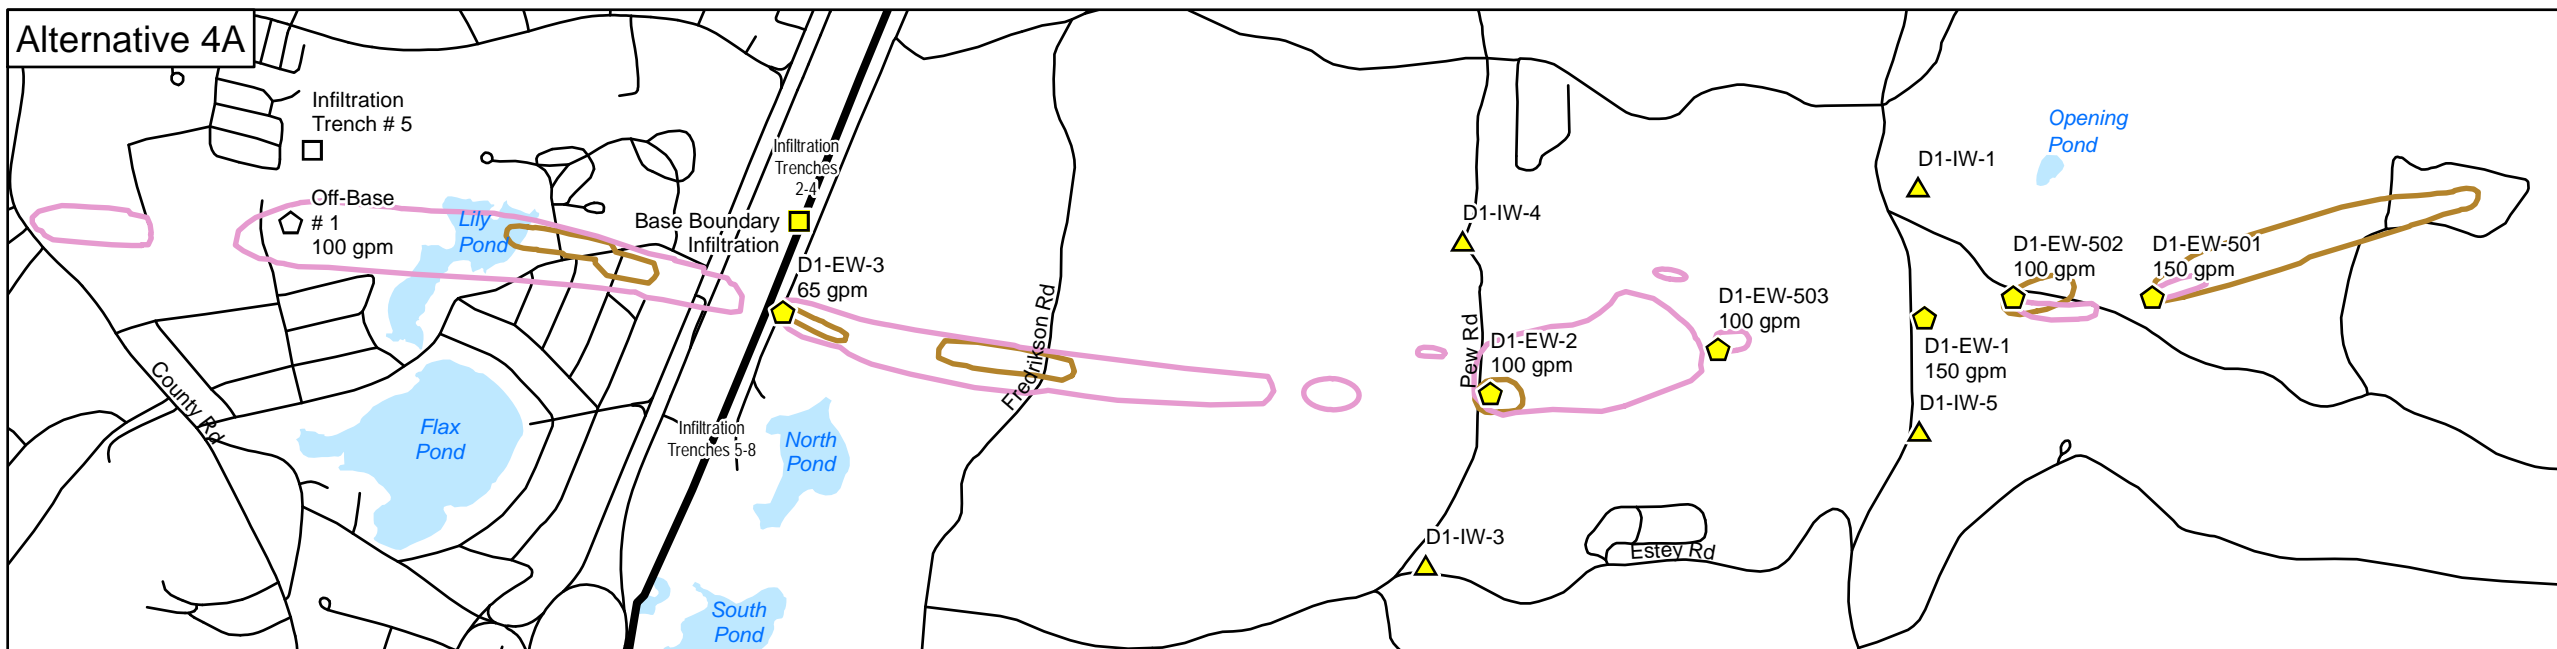 Alternative 4A
Infiltration
Trench # 5
Off-Base
# 1
100 gpm
Lily
Pond
Infiltration
Trenches
2-4
Base Boundary
Infiltration
D1-EW-3
65 gpm
County Rd
Flax
Pond
Infiltration
Trenches 5-8
North
Pond
South
Pond
Fredrikson Rd
D1-IW-4
Pew Rd
D1-EW-2
100 gpm
D1-IW-3
D1-EW-503
100 gpm
Estey Rd
D1-IW-1
Opening
Pond
D1-EW-502
100 gpm
D1-EW-501
150 gpm
D1-EW-1
150 gpm
D1-IW-5